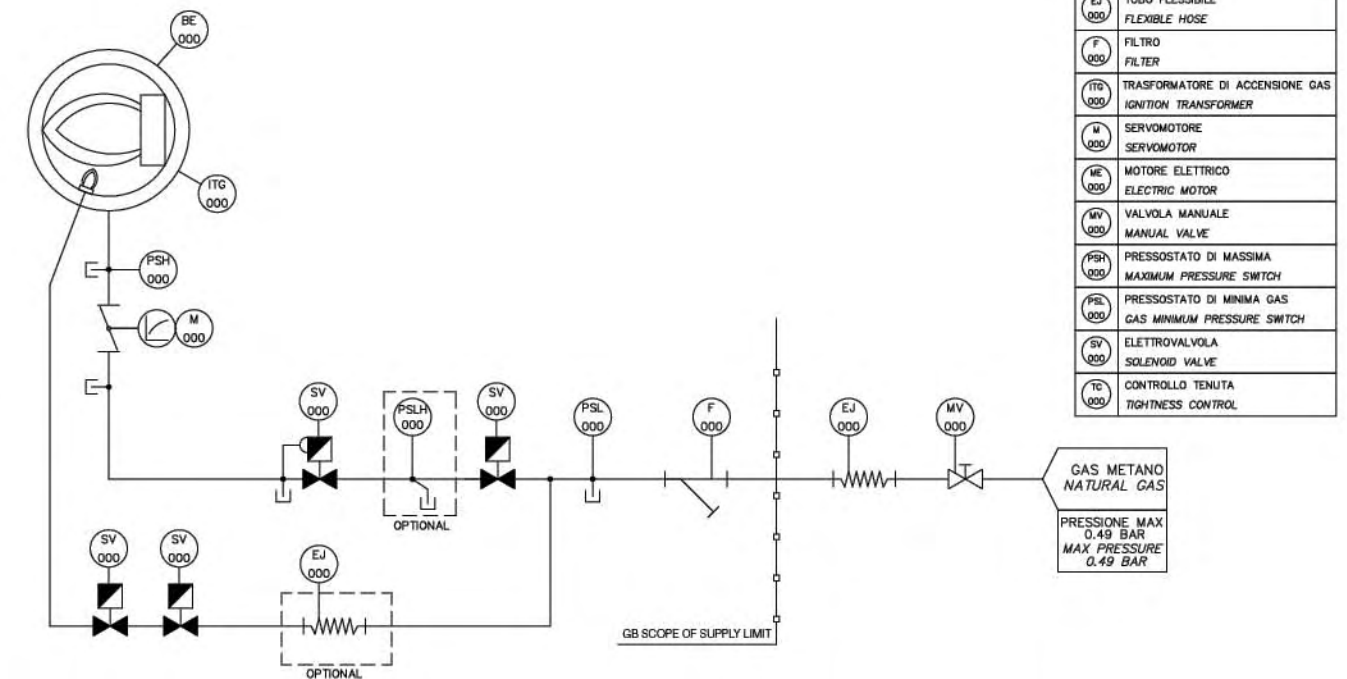 BE
000
ITG
000
PSH
000
M
000
SV
000
PSLH
000
OPTIONAL
SV
000
PSL
000
F
000
EJ
000
MV
000
GAS METANO
NATURAL GAS
PRESSIONE MAX
0.49 BAR
MAX PRESSURE
0.49 BAR
SV
000
SV
000
EJ
000
OPTIONAL
GB SCOPE OF SUPPLY LIMIT
EJ
000
TUBO FLESSIBILE
FLEXIBLE HOSE
F
000
FILTRO
FILTER
ITG
000
TRASFORMATORE DI ACCENSIONE GAS
IGNITION TRANSFORMER
M
000
SERVOMOTORE
SERVOMOTOR
ME
000
MOTORE ELETTRICO
ELECTRIC MOTOR
MV
000
VALVOLA MANUALE
MANUAL VALVE
PSH
000
PRESSOSTATO DI MASSIMA
MAXIMUM PRESSURE SWITCH
PSL
000
PRESSOSTATO DI MINIMA GAS
GAS MINIMUM PRESSURE SWITCH
SV
000
ELETTROVALVOLA
SOLENOID VALVE
TC
000
CONTROLLO TENUTA
TIGHTNESS CONTROL